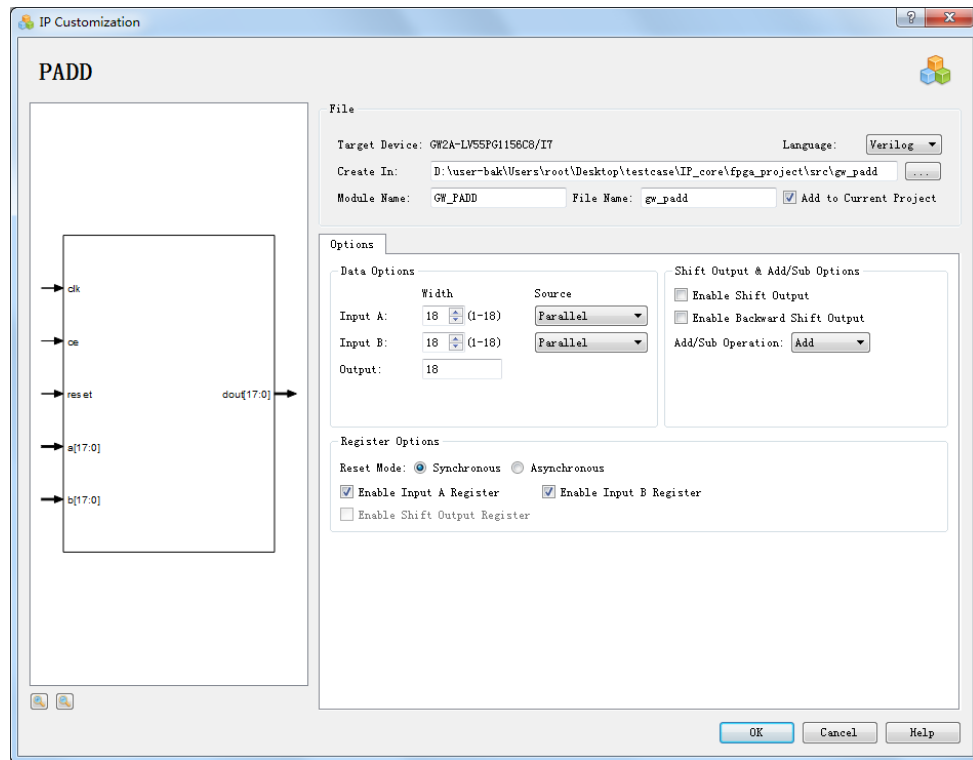 IP Customization
PADD
File
Target Device: GW2A-LV55PG1156C8/I7 Language: Verilog
Create In: D:\user-bak\Users\root\Desktop\testcase\IP_core\fpga_project\src\gw_padd ...
Module Name: GW_PADD File Name: gw_padd Add to Current Project
Options
Data Options
Width Source
Input A: 18 (1-18) Parallel
Input B: 18 (1-18) Parallel
Output: 18
Shift Output & Add/Sub Options
Enable Shift Output
Enable Backward Shift Output
Add/Sub Operation: Add
Register Options
Reset Mode: Synchronous Asynchronous
Enable Input A Register Enable Input B Register
Enable Shift Output Register
clk
ce
reset dout[17:0]
a[17:0]
b[17:0]
OK Cancel Help